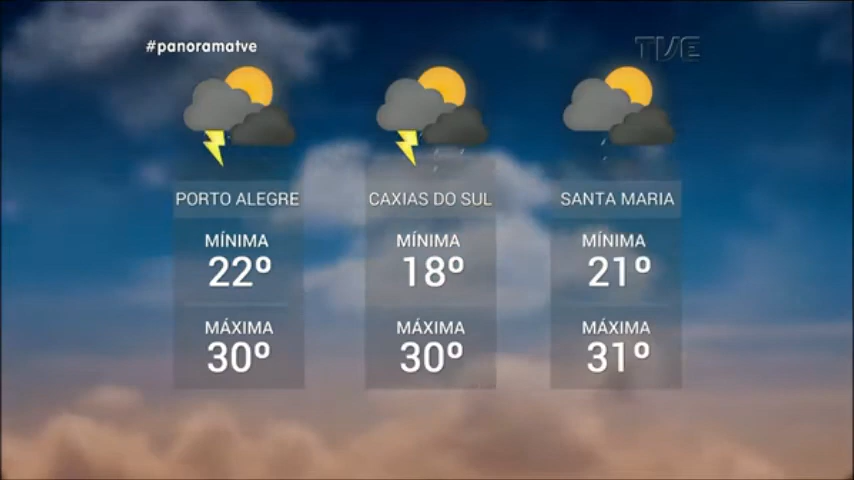 #panoramatve
TVE
PORTO ALEGRE
MÍNIMA
22º
MÁXIMA
30º
CAXIAS DO SUL
MÍNIMA
18º
MÁXIMA
30º
SANTA MARIA
MÍNIMA
21º
MÁXIMA
31º